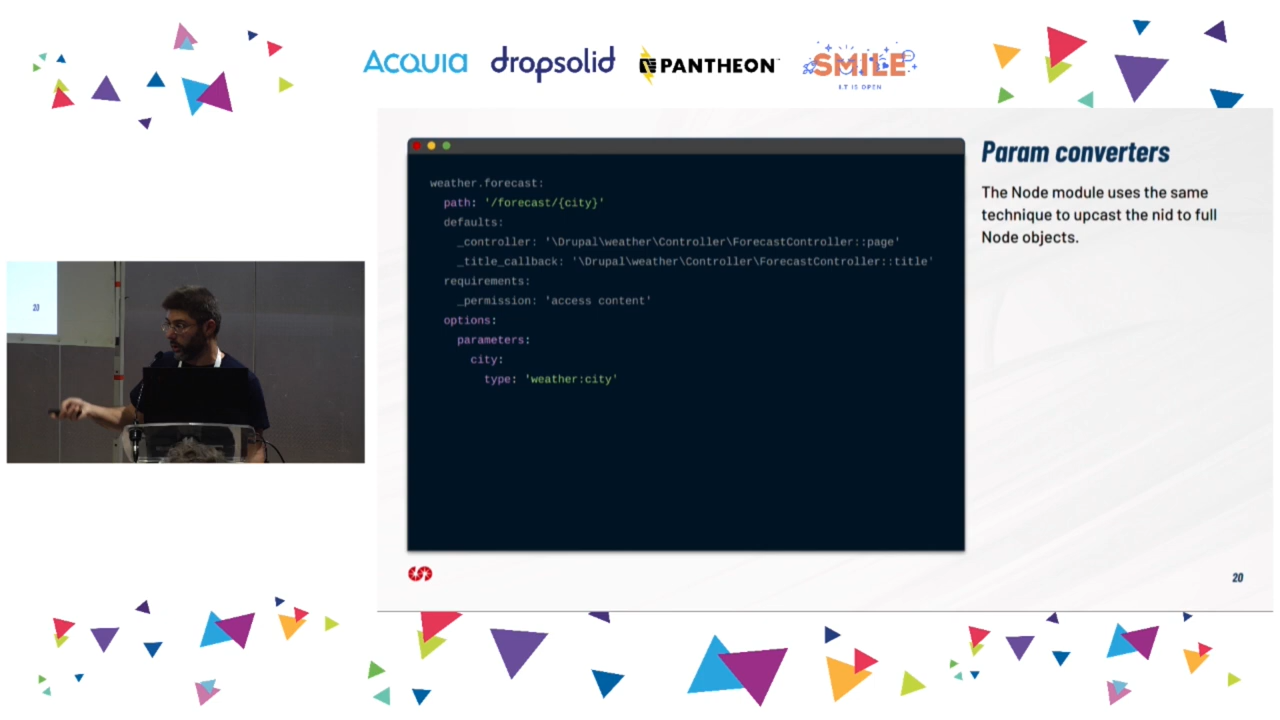 ACQUIA dropsolid PANTHEON SMILE
I.T IS OPEN
weather.forecast:
path: '/forecast/{city}'
defaults:
_controller: '\Drupal\weather\Controller\ForecastController::page'
_title_callback: '\Drupal\weather\Controller\ForecastController::title'
requirements:
_permission: 'access content'
options:
parameters:
city:
type: 'weather:city'
Param converters
The Node module uses the same
technique to upcast the nid to full
Node objects.
20
20